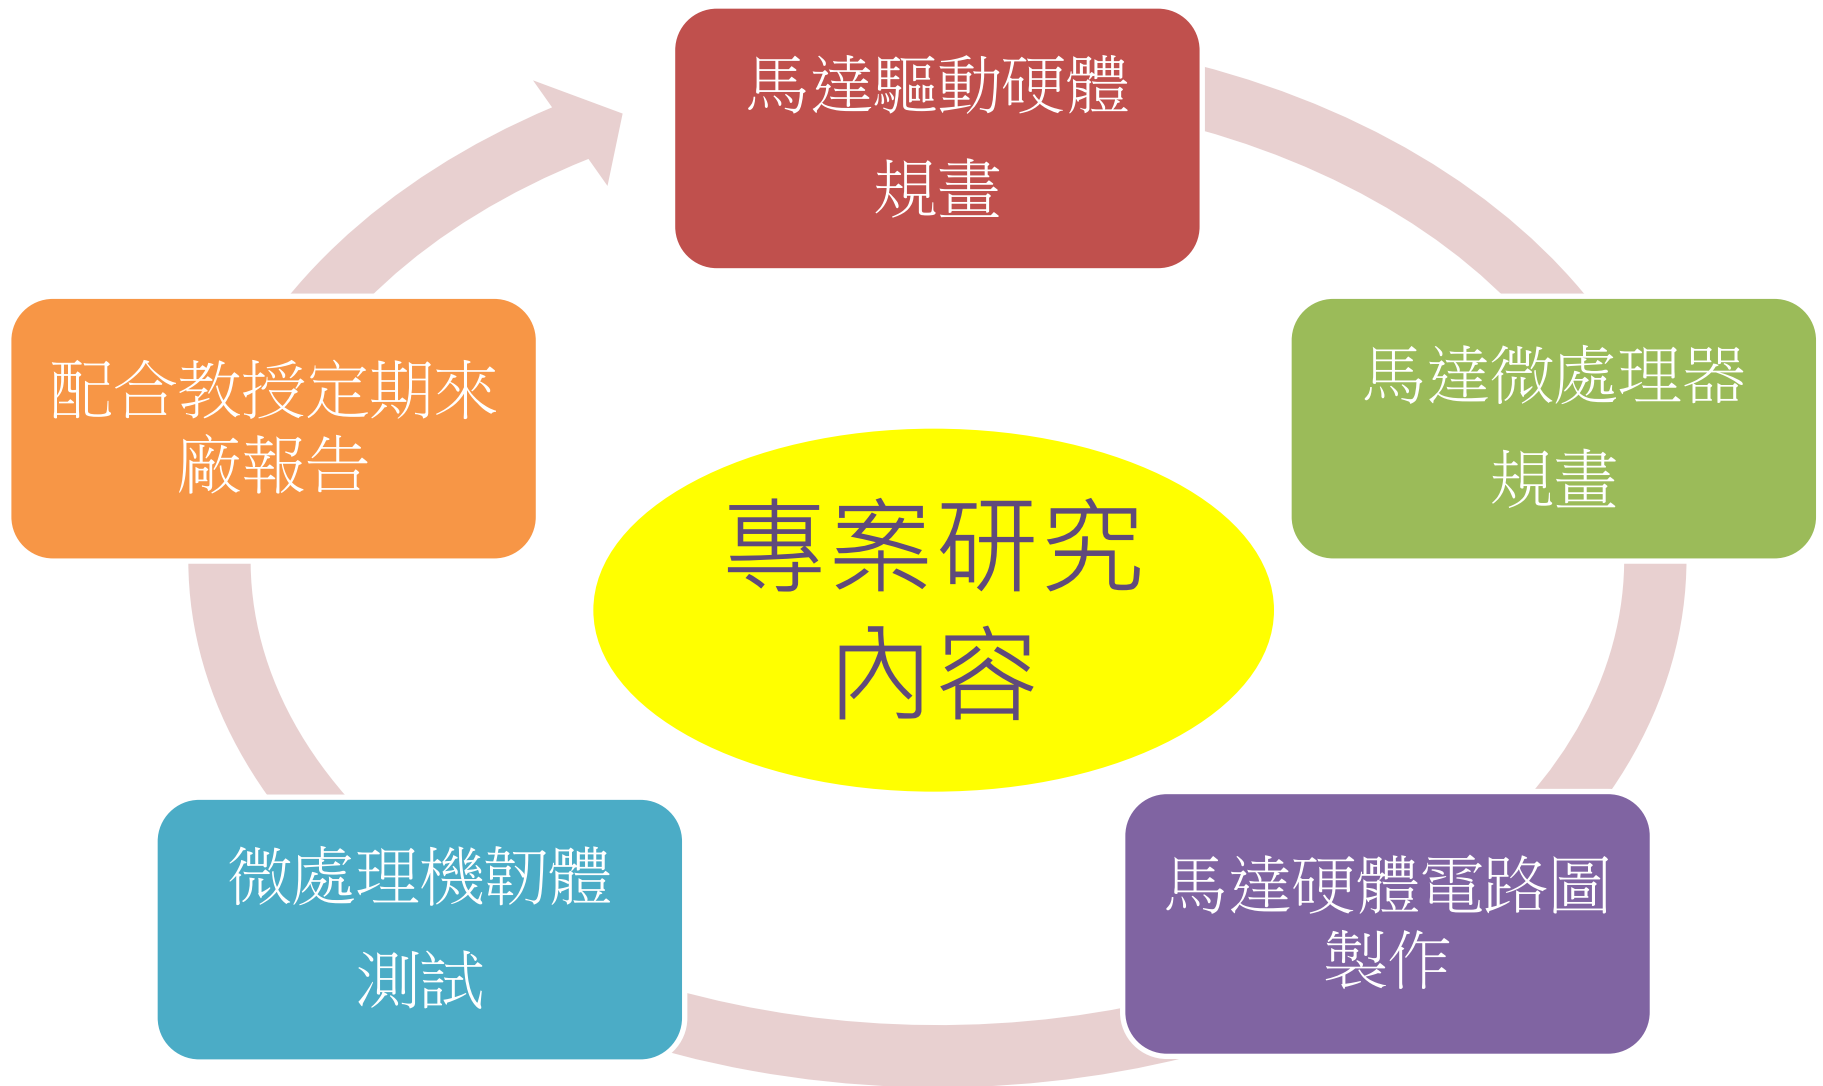 馬達驅動硬體
規畫
馬達微處理器
規畫
馬達硬體電路圖
製作
微處理機韌體
測試
配合教授定期來
廠報告
專案研究
內容